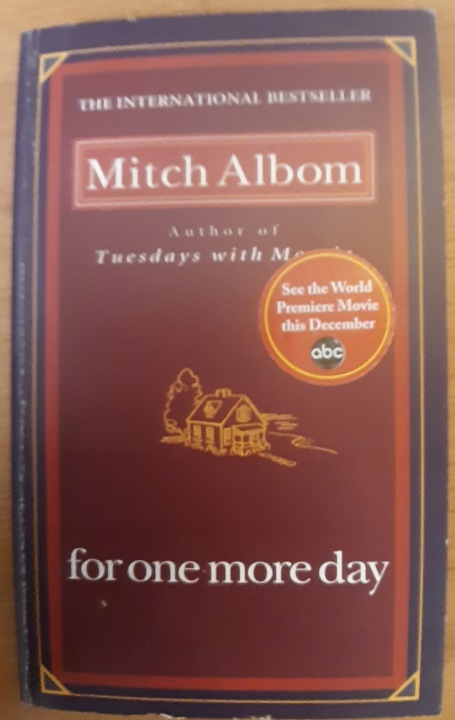 THE INTERNATIONAL BESTSELLER
Mitch Albom
Author of
Tuesdays with
See the World
Premiere Movie
this December
abc
for one more day